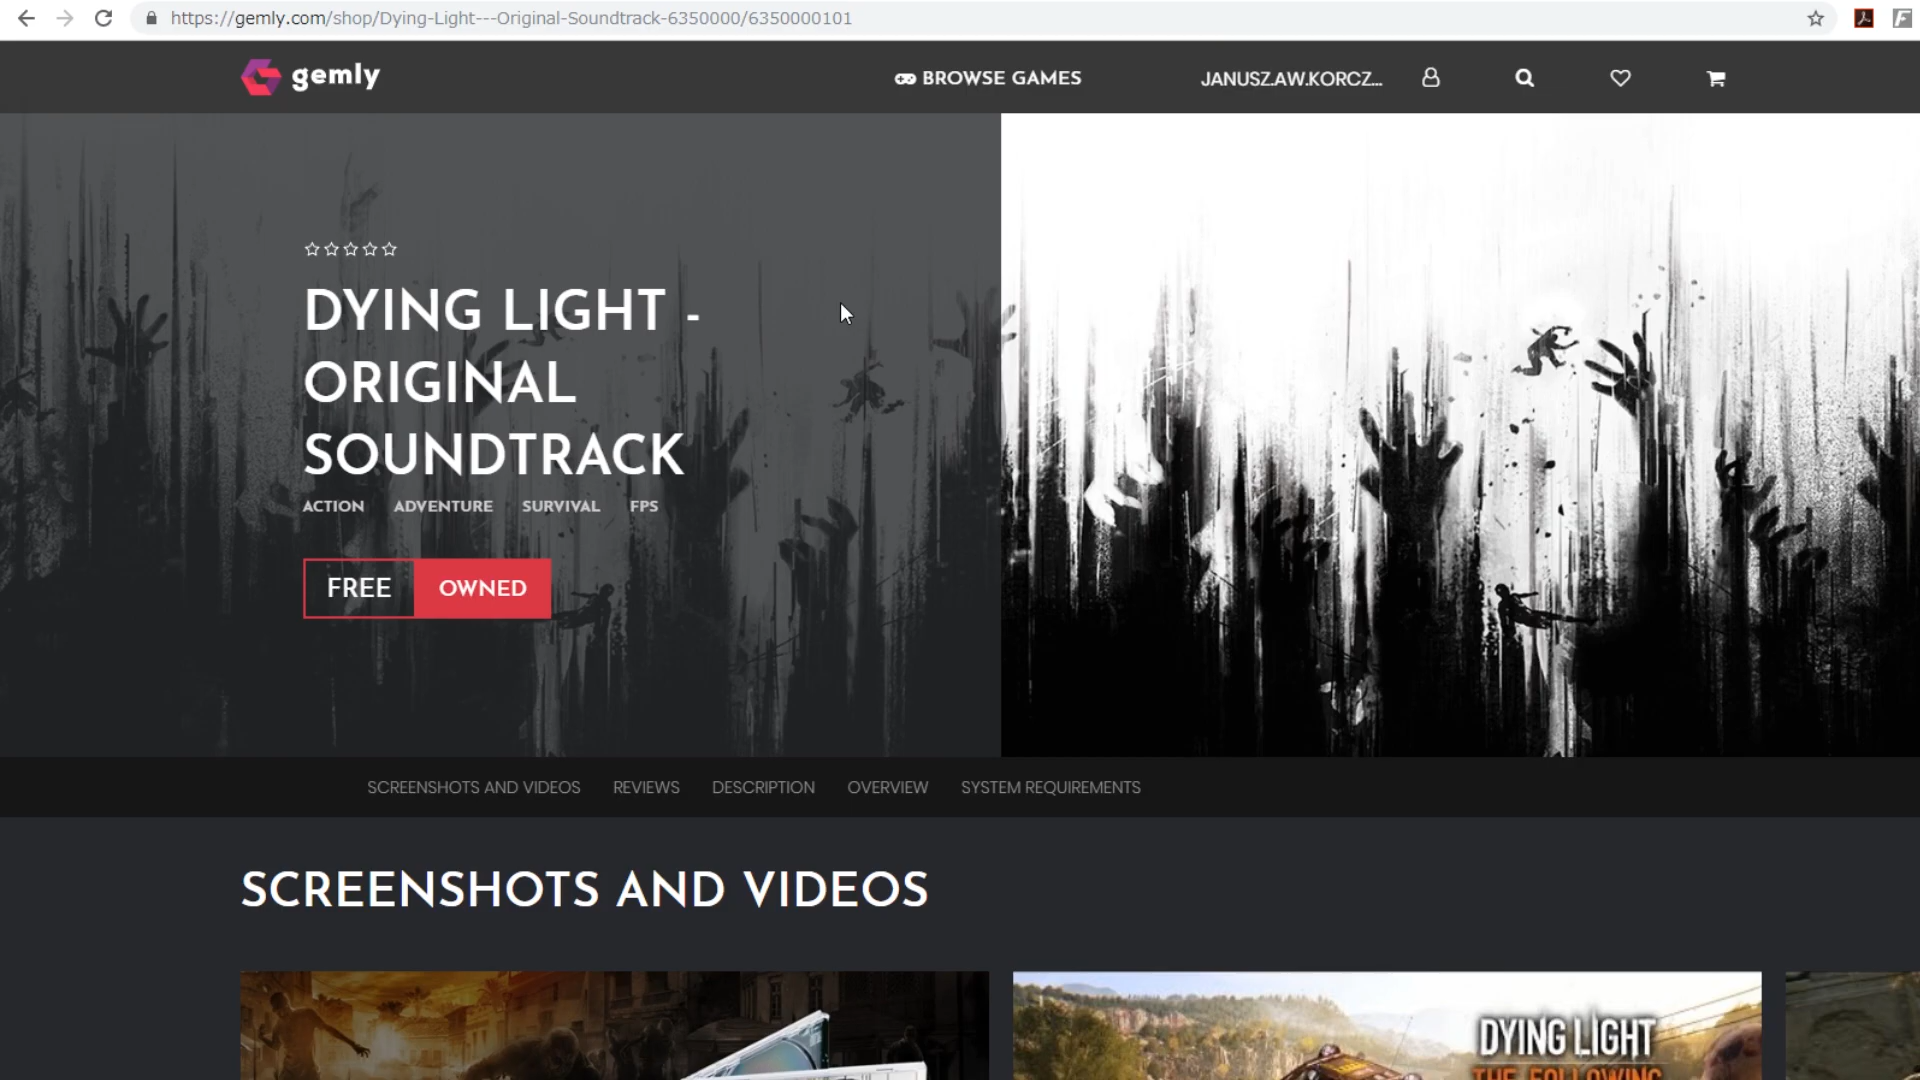 https://gemly.com/shop/Dying-Light---Original-Soundtrack-6350000/6350000101
gemly
BROWSE GAMES
JANUSZ.AW.KORCZ...
DYING LIGHT -
ORIGINAL
SOUNDTRACK
ACTION ADVENTURE SURVIVAL FPS
FREE OWNED
SCREENSHOTS AND VIDEOS REVIEWS DESCRIPTION OVERVIEW SYSTEM REQUIREMENTS
SCREENSHOTS AND VIDEOS
DYING LIGHT
THE FOLLOWING